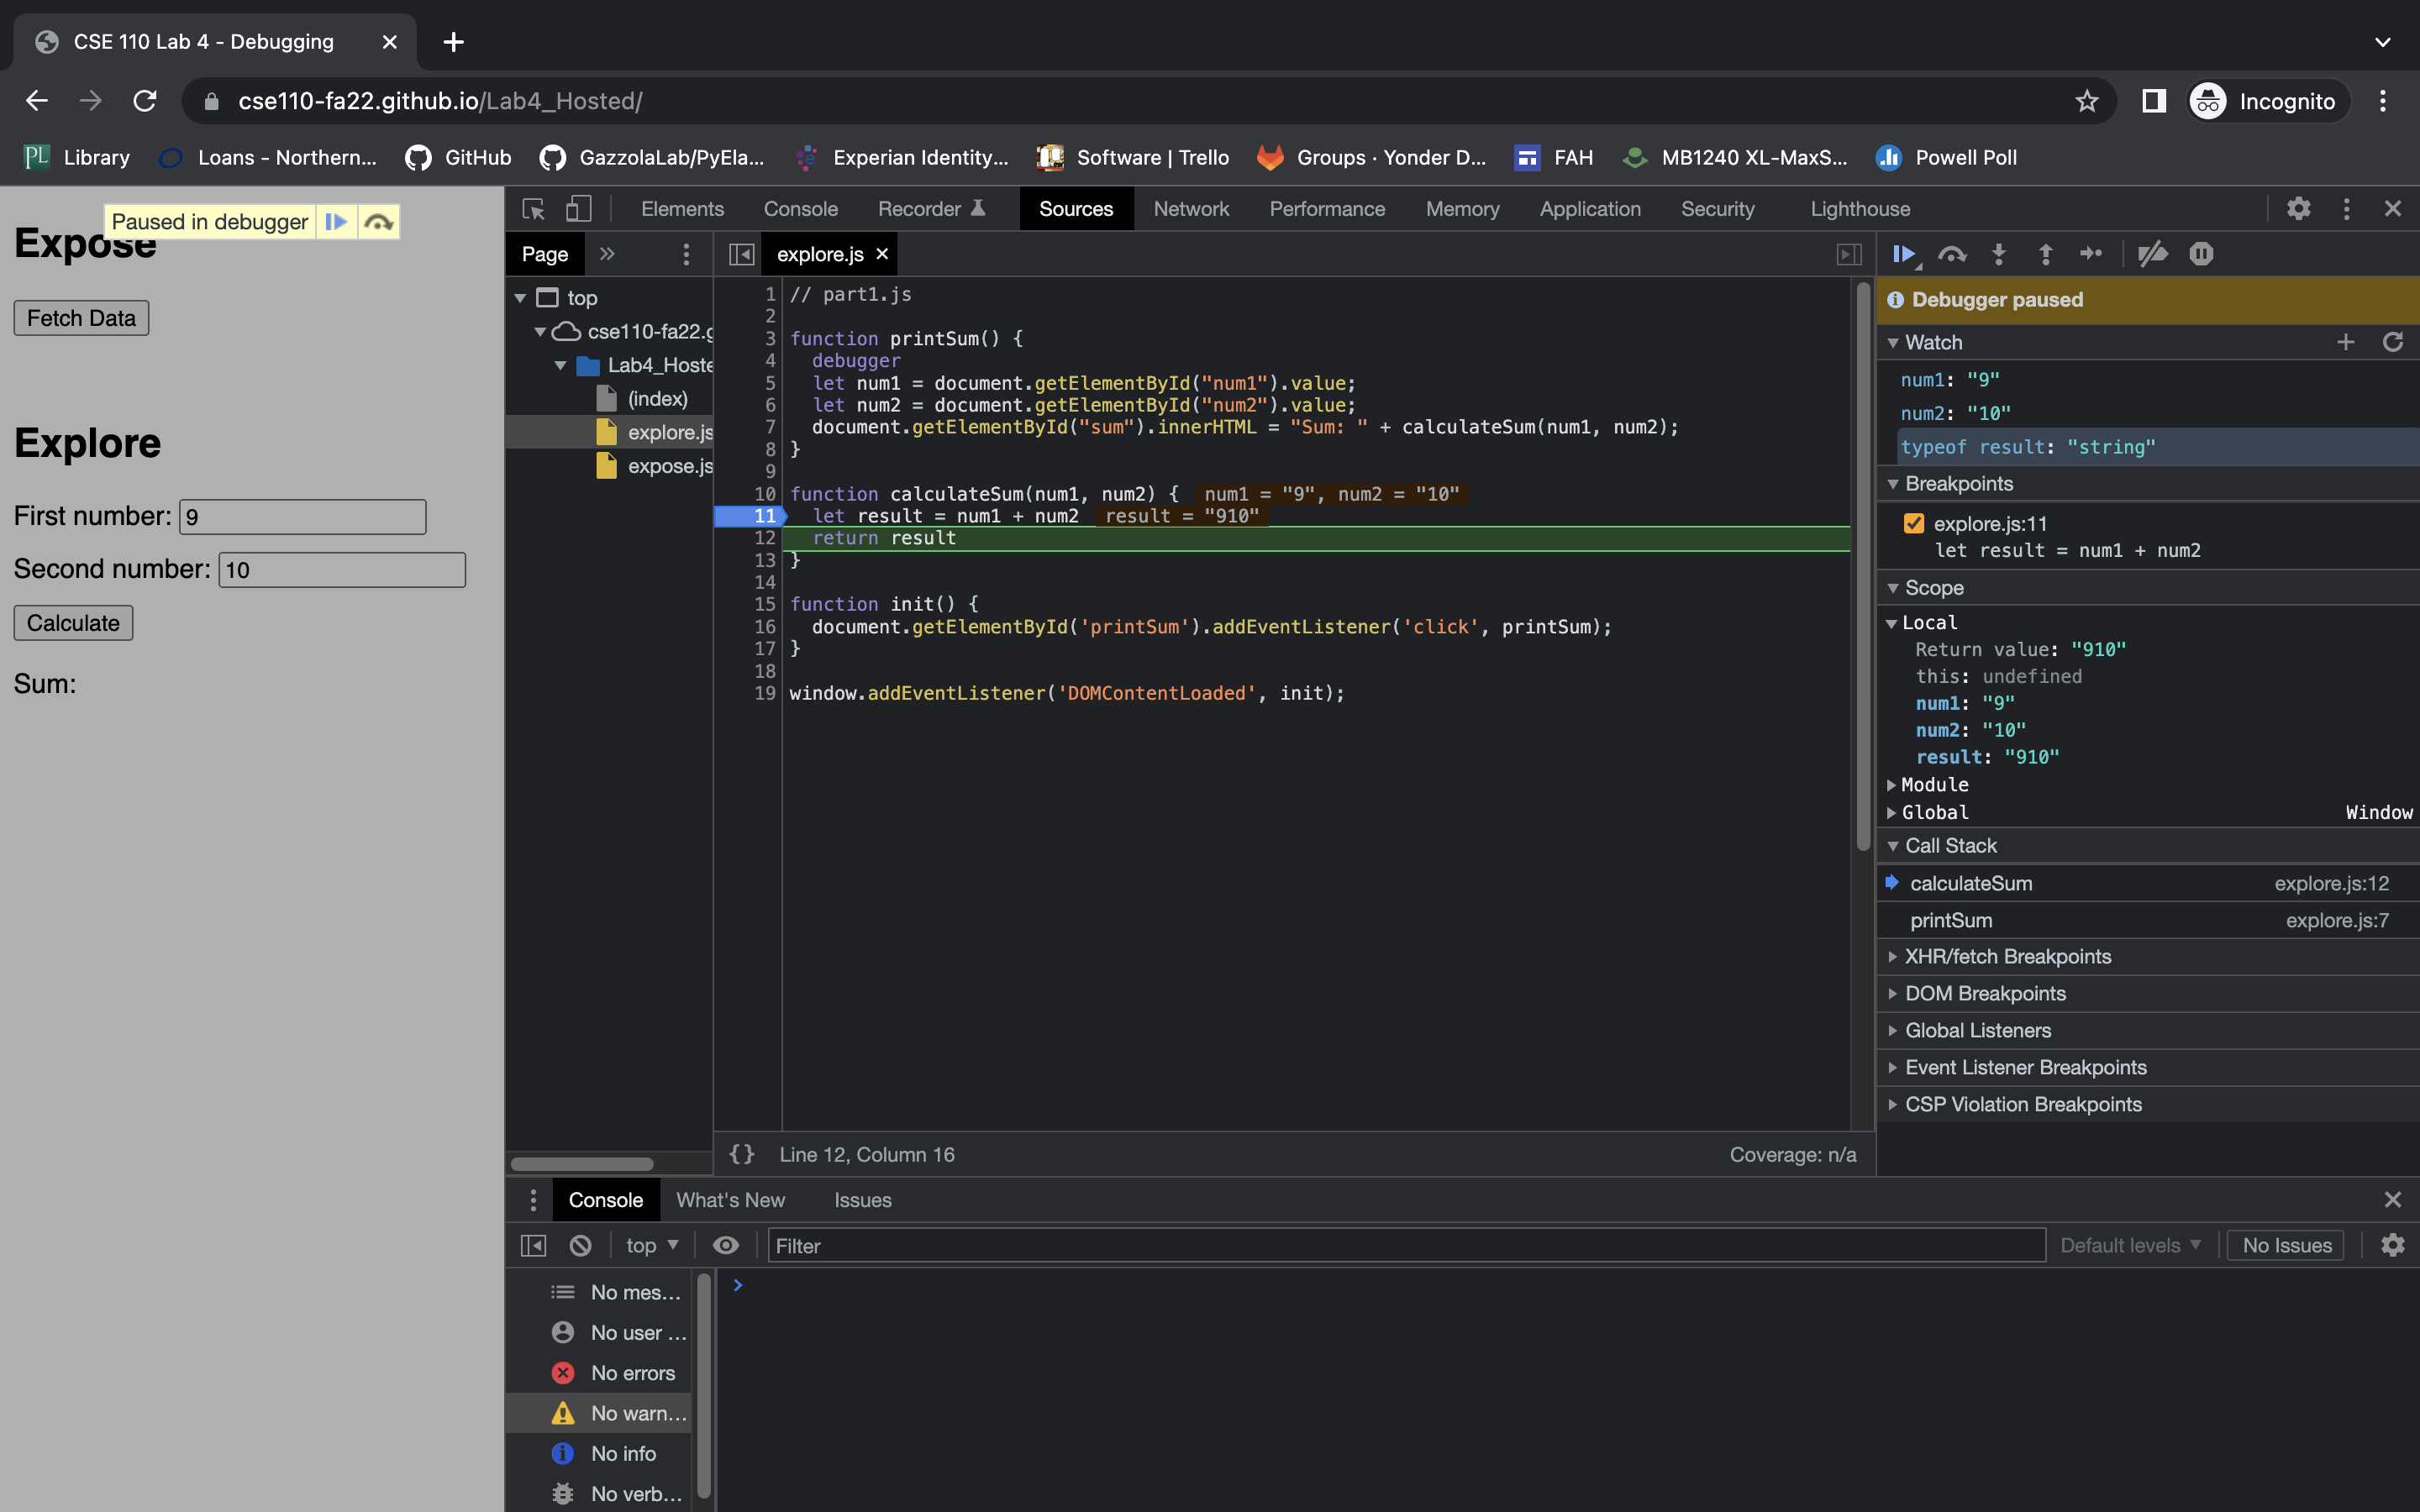 CSE 110 Lab 4 - Debugging
cse110-fa22.github.io/Lab4_Hosted/
Incognito
PL Library
Loans - Northern...
GitHub
GazzolaLab/PyEla...
Experian Identity...
Software | Trello
Groups · Yonder D...
FAH
MB1240 XL-MaxS...
Powell Poll
Paused in debugger
Expose
Fetch Data
Explore
First number: 9
Second number: 10
Calculate
Sum:
Elements
Console
Recorder
Sources
Network
Performance
Memory
Application
Security
Lighthouse
Page
top
cse110-fa22.g
Lab4_Hoste
(index)
explore.js
expose.js
explore.js
1 // part1.js
2
3 function printSum() {
4 debugger
5 let num1 = document.getElementById("num1").value;
6 let num2 = document.getElementById("num2").value;
7 document.getElementById("sum").innerHTML = "Sum: " + calculateSum(num1, num2);
8 }
9
10 function calculateSum(num1, num2) { num1 = "9", num2 = "10"
11 let result = num1 + num2 result = "910"
12 return result
13 }
14
15 function init() {
16 document.getElementById('printSum').addEventListener('click', printSum);
17 }
18
19 window.addEventListener('DOMContentLoaded', init);
{} Line 12, Column 16
Coverage: n/a
Debugger paused
Watch
num1: "9"
num2: "10"
typeof result: "string"
Breakpoints
explore.js:11
let result = num1 + num2
Scope
Local
Return value: "910"
this: undefined
num1: "9"
num2: "10"
result: "910"
Module
Global Window
Call Stack
calculateSum explore.js:12
printSum explore.js:7
XHR/fetch Breakpoints
DOM Breakpoints
Global Listeners
Event Listener Breakpoints
CSP Violation Breakpoints
Console
What's New
Issues
top
Filter
Default levels
No Issues
No mes...
No user ...
No errors
No warn...
No info
No verb...